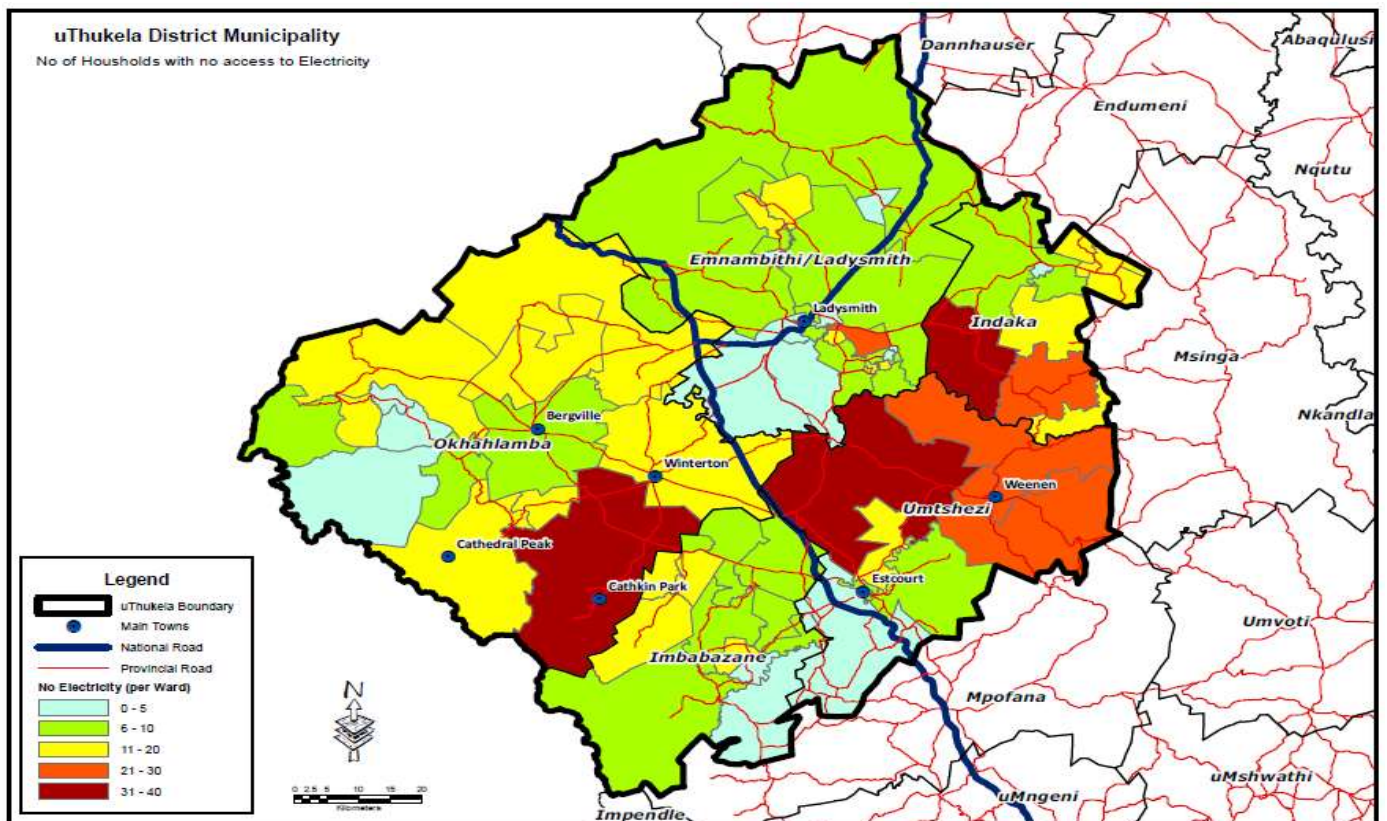 uThukela District Municipality
No of Housholds with no access to Electricity
Dannhauser
Abaqulusi
Endumeni
Nqutu
Emnambithi/Ladysmith
Ladysmith
Indaka
Msinga
Nkandla
Bergville
Okhahlamba
Winterton
Weenen
Umtshezi
Cathedral Peak
Cathkin Park
Estcourt
Umvoti
Imbabazane
Mpofana
uMshwathi
uMngeni
Impendle
Legend
uThukela Boundary
Main Towns
National Road
Provincial Road
No Electricity (per Ward)
0 - 5
6 - 10
11 - 20
21 - 30
31 - 40
N
0 2.5 5 10 15 20
Kilometers